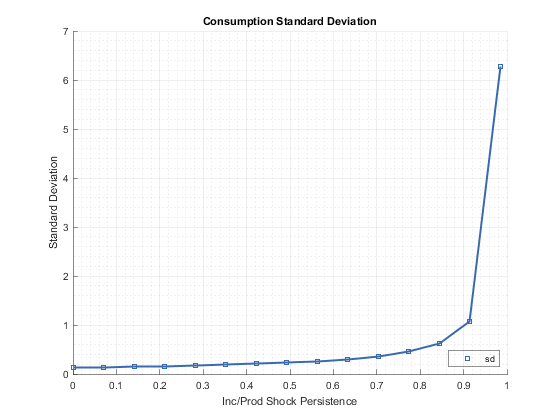 Consumption Standard Deviation
7
6
5
4
3
2
1
0
Standard Deviation
sd
0 0.1 0.2 0.3 0.4 0.5 0.6 0.7 0.8 0.9 1
Inc/Prod Shock Persistence